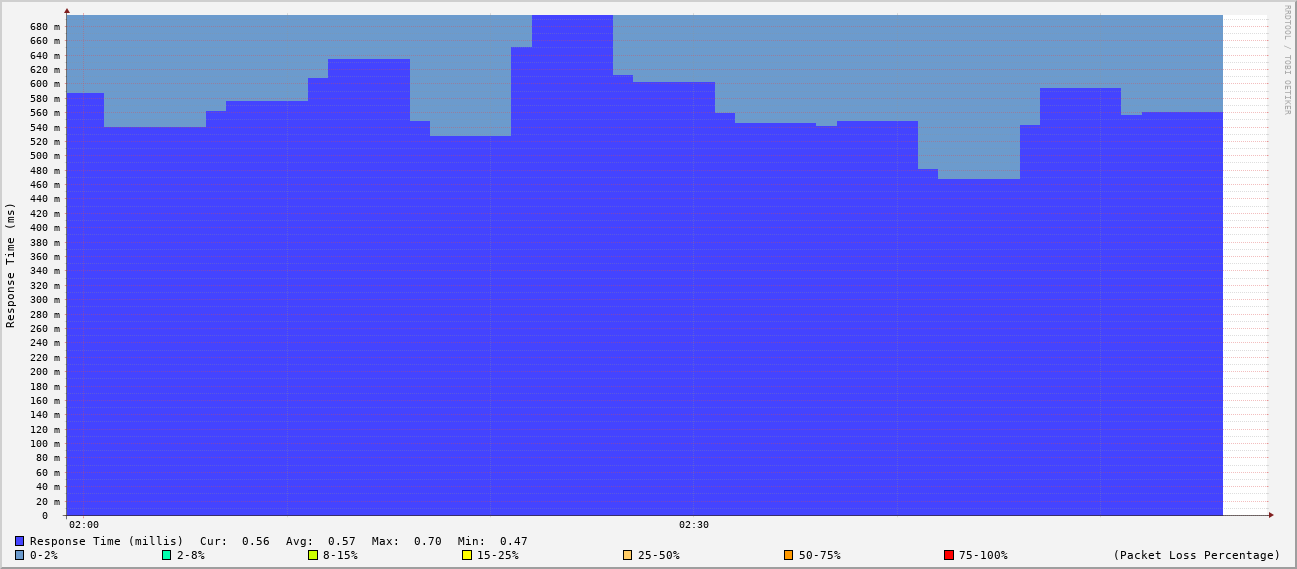 RRDTOOL / TOBI OETIKER
Response Time (ms)
680 m
660 m
640 m
620 m
600 m
580 m
560 m
540 m
520 m
500 m
480 m
460 m
440 m
420 m
400 m
380 m
360 m
340 m
320 m
300 m
280 m
260 m
240 m
220 m
200 m
180 m
160 m
140 m
120 m
100 m
80 m
60 m
40 m
20 m
0
02:00 02:30
Response Time (millis) Cur: 0.56 Avg: 0.57 Max: 0.70 Min: 0.47
0-2% 2-8% 8-15% 15-25% 25-50% 50-75% 75-100% (Packet Loss Percentage)